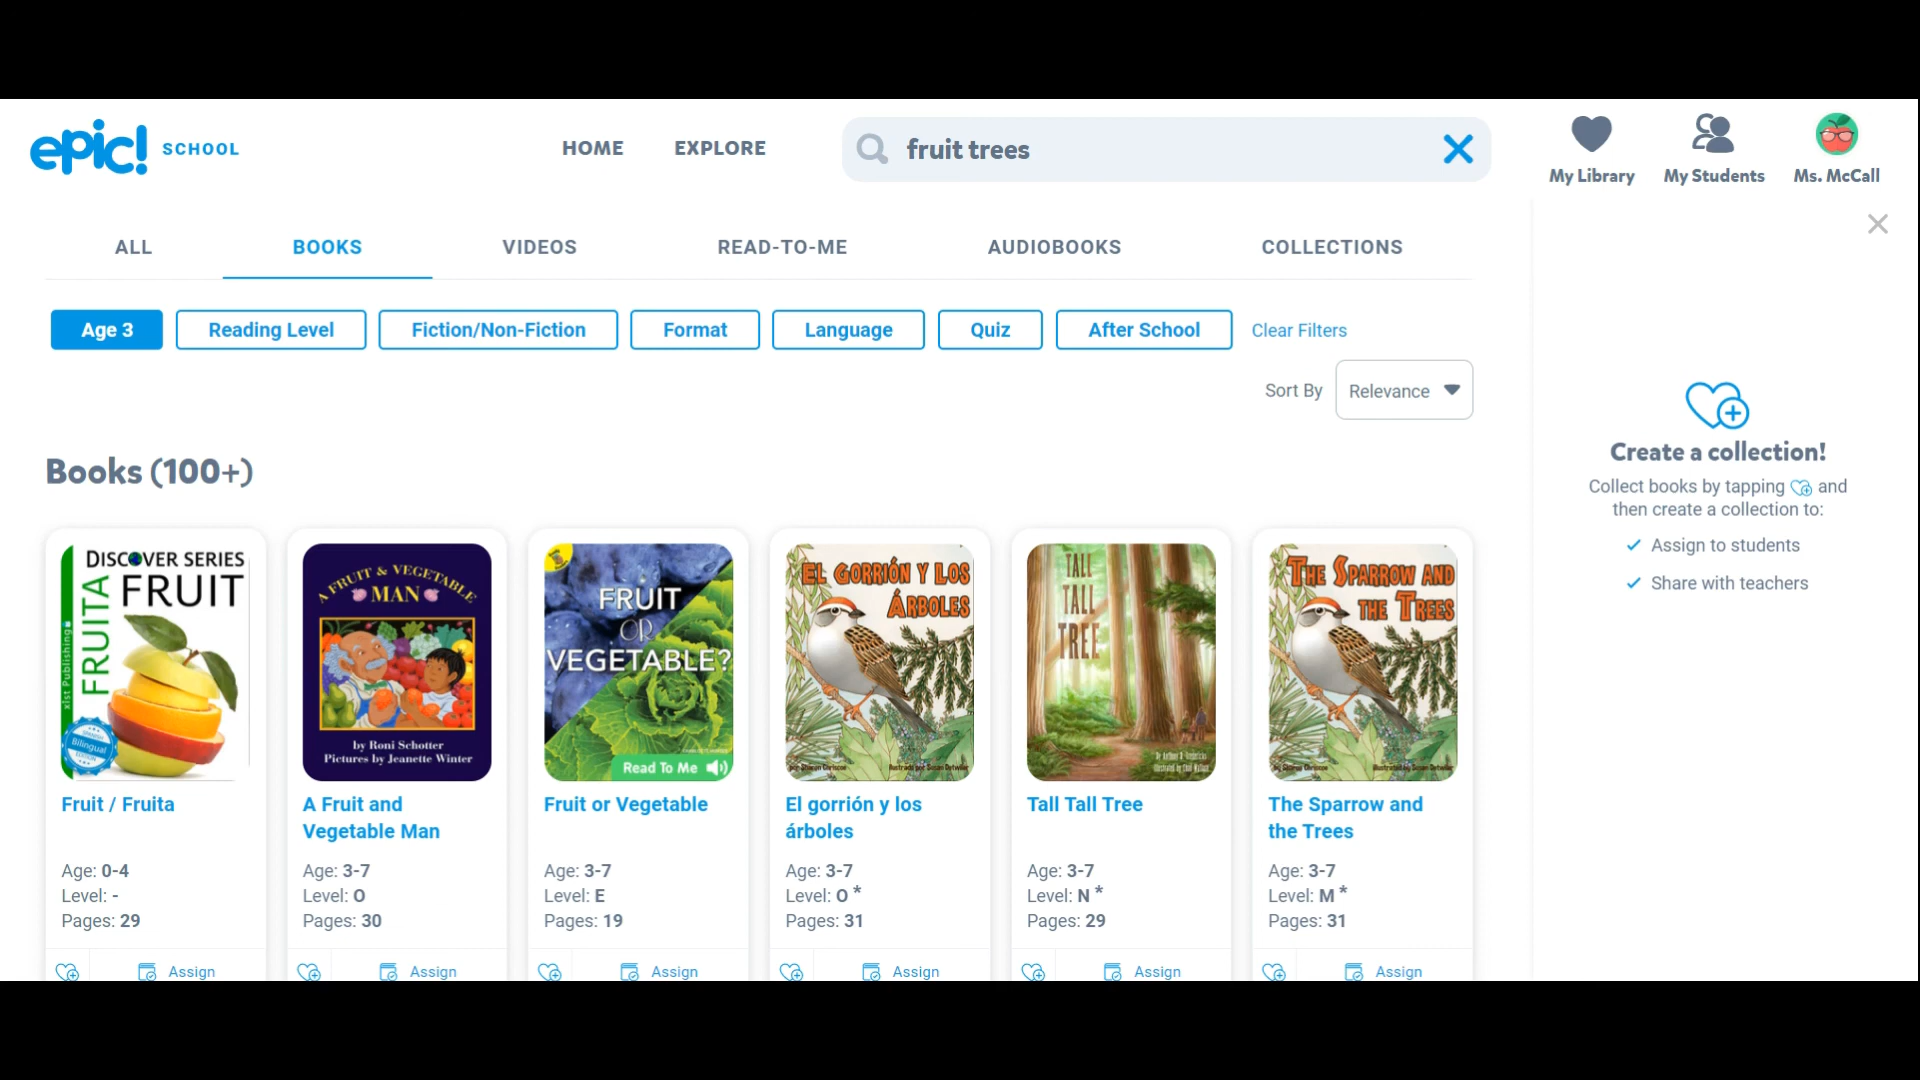 epic! SCHOOL
HOME
EXPLORE
fruit trees
My Library
My Students
Ms. McCall
ALL
BOOKS
VIDEOS
READ-TO-ME
AUDIOBOOKS
COLLECTIONS
Age 3
Reading Level
Fiction/Non-Fiction
Format
Language
Quiz
After School
Clear Filters
Sort By
Relevance
Books (100+)
DISCOVER SERIES
FRUIT
FRUITA
xist Publishing
Bilingual
A FRUIT & VEGETABLE
MAN
by Roni Schotter
Pictures by Jeanette Winter
FRUIT
OR
VEGETABLE?
Read To Me
EL GORRIÓN Y LOS
ÁRBOLES
TALL
TALL
TREE
THE SPARROW AND
THE TREES
Fruit / Fruita
Age: 0-4
Level: -
Pages: 29
Assign
A Fruit and
Vegetable Man
Age: 3-7
Level: O
Pages: 30
Assign
Fruit or Vegetable
Age: 3-7
Level: E
Pages: 19
Assign
El gorrión y los
árboles
Age: 3-7
Level: O *
Pages: 31
Assign
Tall Tall Tree
Age: 3-7
Level: N *
Pages: 29
Assign
The Sparrow and
the Trees
Age: 3-7
Level: M *
Pages: 31
Assign
Create a collection!
Collect books by tapping and
then create a collection to:
Assign to students
Share with teachers